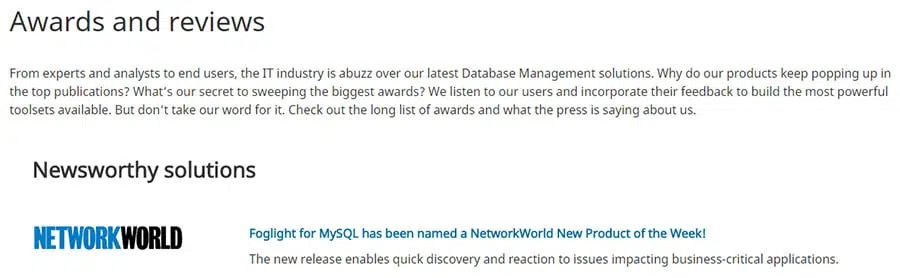 Awards and reviews
From experts and analysts to end users, the IT industry is abuzz over our latest Database Management solutions. Why do our products keep popping up in
the top publications? What's our secret to sweeping the biggest awards? We listen to our users and incorporate their feedback to build the most powerful
toolsets available. But don't take our word for it. Check out the long list of awards and what the press is saying about us.
Newsworthy solutions
NETWORKWORLD
Foglight for MySQL has been named a NetworkWorld New Product of the Week!
The new release enables quick discovery and reaction to issues impacting business-critical applications.